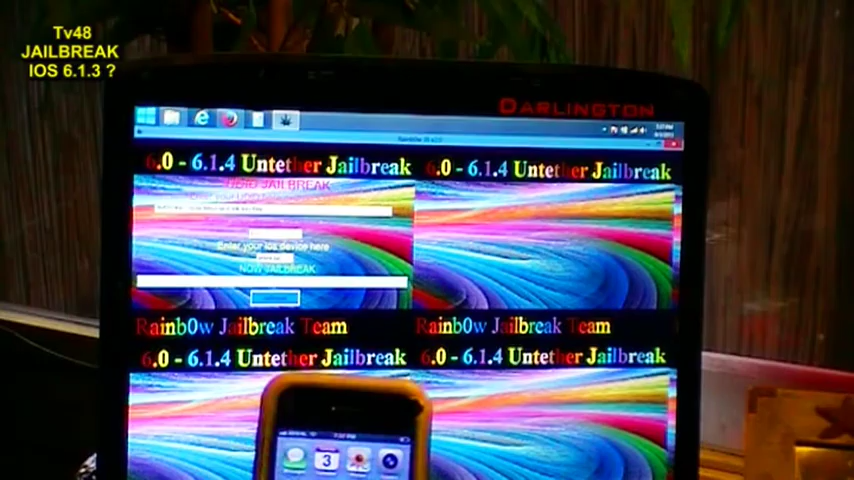 Tv48
JAILBREAK
IOS 6.1.3 ?
DARLINGTON
6.0 - 6.1.4 Untether Jailbreak
6.0 - 6.1.4 Untether Jailbreak
JAILBREAK
Enter your ios device here
NOW JAILBREAK
Rainb0w Jailbreak Team
Rainb0w Jailbreak Team
6.0 - 6.1.4 Untether Jailbreak
6.0 - 6.1.4 Untether Jailbreak
3